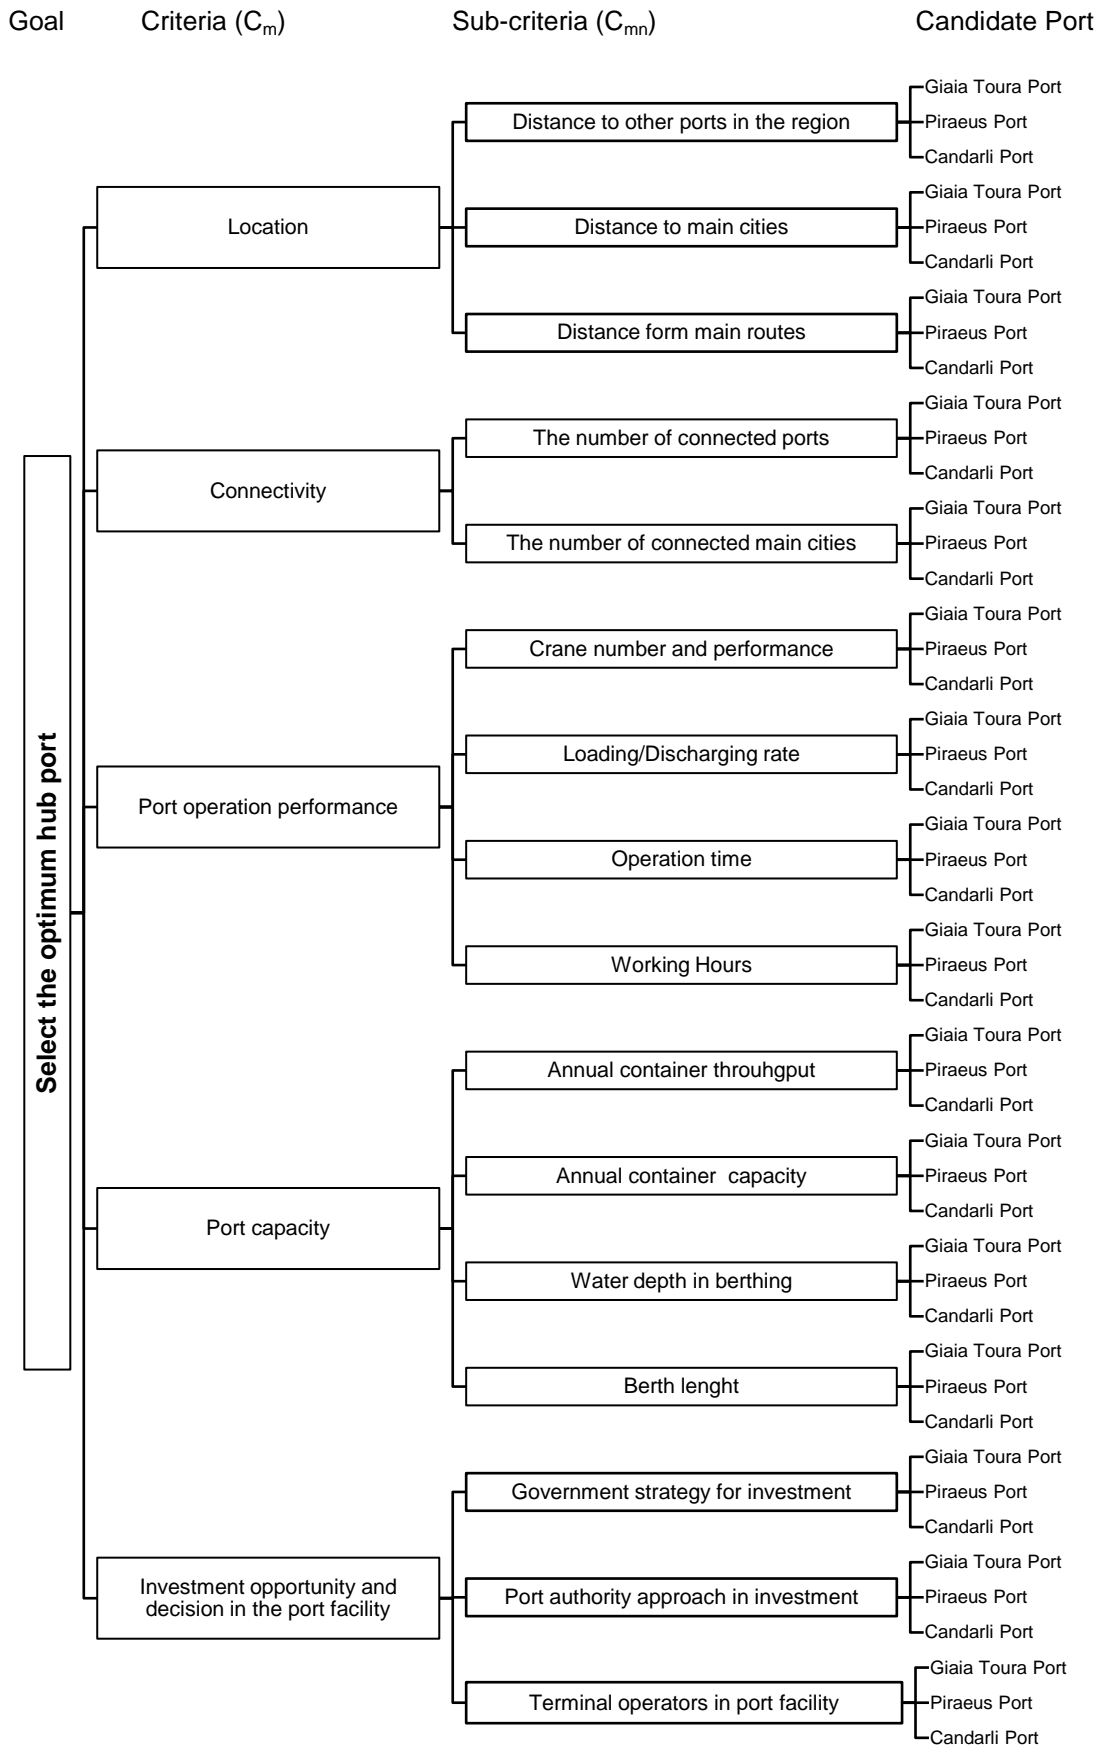 Goal Criteria (Cm) Sub-criteria (Cmn) Candidate Port
Select the optimum hub port
Location
Distance to other ports in the region
Giaia Toura Port
Piraeus Port
Candarli Port
Distance to main cities
Giaia Toura Port
Piraeus Port
Candarli Port
Distance form main routes
Giaia Toura Port
Piraeus Port
Candarli Port
Connectivity
The number of connected ports
Giaia Toura Port
Piraeus Port
Candarli Port
The number of connected main cities
Giaia Toura Port
Piraeus Port
Candarli Port
Port operation performance
Crane number and performance
Giaia Toura Port
Piraeus Port
Candarli Port
Loading/Discharging rate
Giaia Toura Port
Piraeus Port
Candarli Port
Operation time
Giaia Toura Port
Piraeus Port
Candarli Port
Working Hours
Giaia Toura Port
Piraeus Port
Candarli Port
Port capacity
Annual container throuhgput
Giaia Toura Port
Piraeus Port
Candarli Port
Annual container  capacity
Giaia Toura Port
Piraeus Port
Candarli Port
Water depth in berthing
Giaia Toura Port
Piraeus Port
Candarli Port
Berth lenght
Giaia Toura Port
Piraeus Port
Candarli Port
Investment opportunity and
decision in the port facility
Government strategy for investment
Giaia Toura Port
Piraeus Port
Candarli Port
Port authority approach in investment
Giaia Toura Port
Piraeus Port
Candarli Port
Terminal operators in port facility
Giaia Toura Port
Piraeus Port
Candarli Port